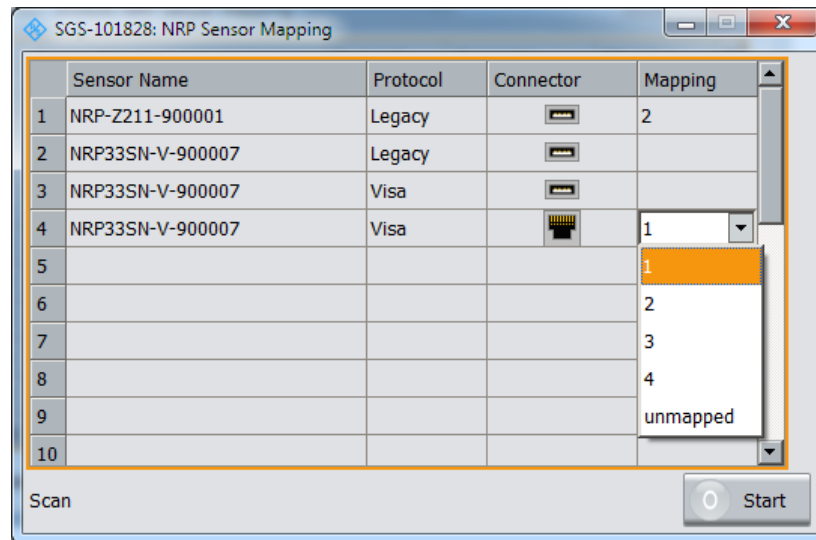 SGS-101828: NRP Sensor Mapping
Sensor Name Protocol Connector Mapping
1 NRP-Z211-900001 Legacy 2
2 NRP33SN-V-900007 Legacy
3 NRP33SN-V-900007 Visa
4 NRP33SN-V-900007 Visa 1
5 1
6 2
7 3
8 4
9 unmapped
10
Scan 0 Start